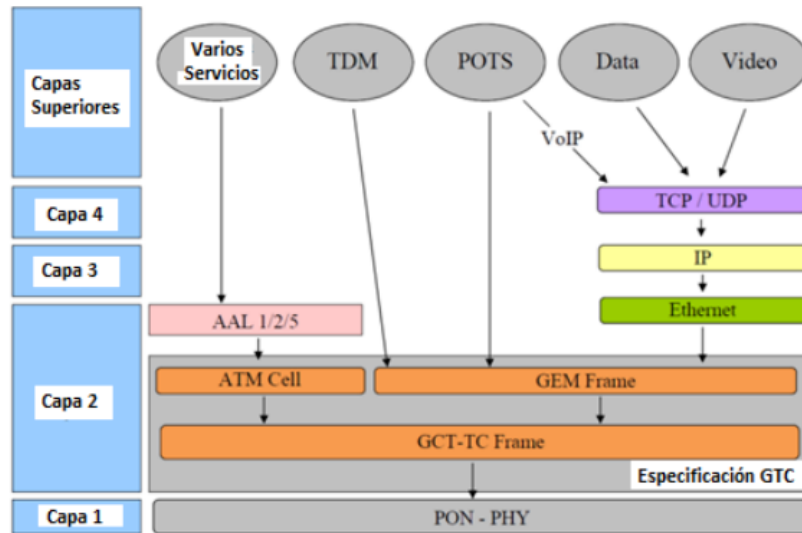 Capas
Superiores
Varios
Servicios
TDM
POTS
Data
Video
VoIP
Capa 4
TCP / UDP
Capa 3
IP
Capa 2
AAL 1/2/5
Ethernet
ATM Cell
GEM Frame
GCT-TC Frame
Especificación GTC
Capa 1
PON - PHY